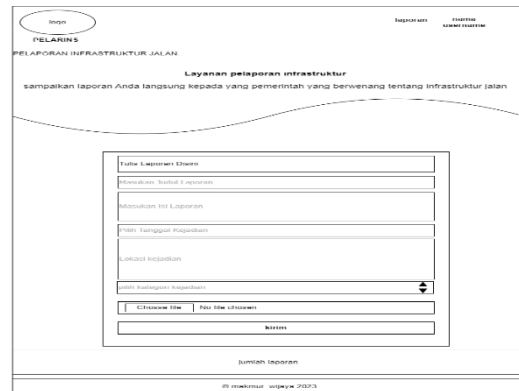 logo
laporan nama
username
PELARINS
PELAPORAN INFRASTRUKTUR JALAN.
Layanan pelaporan infrastruktur
sampaikan laporan Anda langsung kepada yang pemerintah yang berwenang tentang infrastruktur jalan
Tulis Laporan Disini
Masukan Judul Laporan
Masukan Isi Laporan
Pilih Tanggal Kejadian
Lokasi kejadian
pilih kategori kejadian
Choose file No file chosen
kirim
jumlah laporan
© makmur wijaya 2023